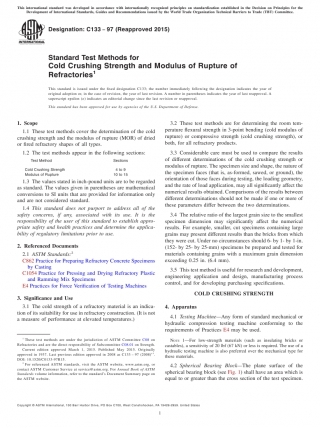 This international standard was developed in accordance with internationally recognized principles on standardization established in the Decision on Principles for the
Development of International Standards, Guides and Recommendations issued by the World Trade Organization Technical Barriers to Trade (TBT) Committee.
Designation: C133 − 97 (Reapproved 2015)
INTERNATIONAL
Standard Test Methods for
Cold Crushing Strength and Modulus of Rupture of
Refractories1
This standard is issued under the fixed designation C133; the number immediately following the designation indicates the year of
original adoption or, in the case of revision, the year of last revision. A number in parentheses indicates the year of last reapproval. A
superscript epsilon (ε) indicates an editorial change since the last revision or reapproval.
This standard has been approved for use by agencies of the U.S. Department of Defense.
1. Scope
1.1 These test methods cover the determination of the cold
crushing strength and the modulus of rupture (MOR) of dried
or fired refractory shapes of all types.
1.2 The test methods appear in the following sections:
Test Method Sections
Cold Crushing Strength 4 to 9
Modulus of Rupture 10 to 15
1.3 The values stated in inch-pound units are to be regarded
as standard. The values given in parentheses are mathematical
conversions to SI units that are provided for information only
and are not considered standard.
1.4 This standard does not purport to address all of the
safety concerns, if any, associated with its use. It is the
responsibility of the user of this standard to establish appro-
priate safety and health practices and determine the applica-
bility of regulatory limitations prior to use.
2. Referenced Documents
2.1 ASTM Standards:2
C862 Practice for Preparing Refractory Concrete Specimens
by Casting
C1054 Practice for Pressing and Drying Refractory Plastic
and Ramming Mix Specimens
E4 Practices for Force Verification of Testing Machines
3. Significance and Use
3.1 The cold strength of a refractory material is an indica-
tion of its suitability for use in refractory construction. (It is not
a measure of performance at elevated temperatures.)
1 These test methods are under the jurisdiction of ASTM Committee C08 on
Refractories and are the direct responsibility of Subcommittee C08.01 on Strength.
Current edition approved March 1, 2015. Published May 2015. Originally
approved in 1937. Last previous edition approved in 2008 as C133 – 97 (2008)
DOI: 10.1520/C0133-97R15.
2 For referenced ASTM standards, visit the ASTM website, www.astm.org, or
contact ASTM Customer Service at service@astm.org. For Annual Book of ASTM
Standards volume information, refer to the standard's Document Summary page on
the ASTM website.
3.2 These test methods are for determining the room tem-
perature flexural strength in 3-point bending (cold modulus of
rupture) or compressive strength (cold crushing strength), or
both, for all refractory products.
3.3 Considerable care must be used to compare the results
of different determinations of the cold crushing strength or
modulus of rupture. The specimen size and shape, the nature of
the specimen faces (that is, as-formed, sawed, or ground), the
orientation of those faces during testing, the loading geometry,
and the rate of load application, may all significantly affect the
numerical results obtained. Comparisons of the results between
different determinations should not be made if one or more of
these parameters differ between the two determinations.
3.4 The relative ratio of the largest grain size to the smallest
specimen dimension may significantly affect the numerical
results. For example, smaller, cut specimens containing large
grains may present different results than the bricks from which
they were cut. Under no circumstances should 6- by 1- by 1-in.
(152- by 25- by 25-mm) specimens be prepared and tested for
materials containing grains with a maximum grain dimension
exceeding 0.25 in. (6.4 mm).
3.5 This test method is useful for research and development,
engineering application and design, manufacturing process
control, and for developing purchasing specifications.
COLD CRUSHING STRENGTH
4. Apparatus
4.1 Testing Machine—Any form of standard mechanical or
hydraulic compression testing machine conforming to the
requirements of Practices E4 may be used.
NOTE 1—For low-strength materials (such as insulating bricks or
castables), a sensitivity of 20 lbf (67 kN) or less is required. The use of a
hydraulic testing machine is also preferred over the mechanical type for
these materials.
4.2 Spherical Bearing Block—The plane surface of the
spherical bearing block (see Fig. 1) shall have an area which is
equal to or greater than the cross section of the test specimen.
1